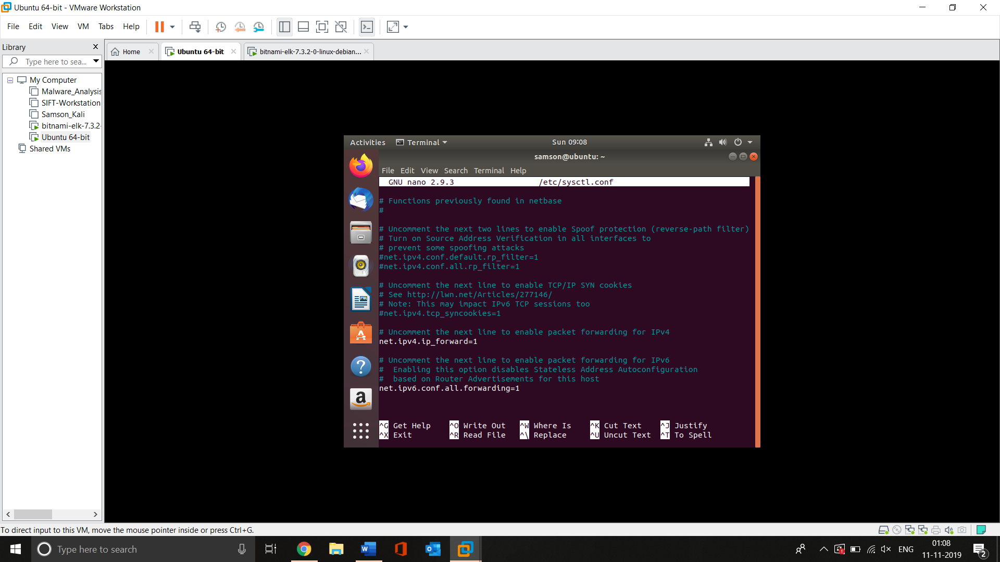 Ubuntu 64-bit - VMware Workstation
File Edit View VM Tabs Help
Library
Type here to sea...
Home
Ubuntu 64-bit
bitnami-elk-7.3.2-0-linux-debian...
My Computer
Malware_Analysis
SIFT-Workstation
Samson_Kali
bitnami-elk-7.3.2-
Ubuntu 64-bit
Shared VMs
Activities Terminal Sun 09:08
samson@ubuntu: ~
File Edit View Search Terminal Help
GNU nano 2.9.3 /etc/sysctl.conf
# Functions previously found in netbase
#
# Uncomment the next two lines to enable Spoof protection (reverse-path filter)
# Turn on Source Address Verification in all interfaces to
# prevent some spoofing attacks
#net.ipv4.conf.default.rp_filter=1
#net.ipv4.conf.all.rp_filter=1
# Uncomment the next line to enable TCP/IP SYN cookies
# See http://lwn.net/Articles/277146/
# Note: This may impact IPv6 TCP sessions too
#net.ipv4.tcp_syncookies=1
# Uncomment the next line to enable packet forwarding for IPv4
net.ipv4.ip_forward=1
# Uncomment the next line to enable packet forwarding for IPv6
#  Enabling this option disables Stateless Address Autoconfiguration
#  based on Router Advertisements for this host
net.ipv6.conf.all.forwarding=1
^G Get Help ^O Write Out ^W Where Is ^K Cut Text ^J Justify
^X Exit ^R Read File ^\ Replace ^U Uncut Text ^T To Spell
To direct input to this VM, move the mouse pointer inside or press Ctrl+G.
Type here to search
ENG
01:08
11-11-2019
2